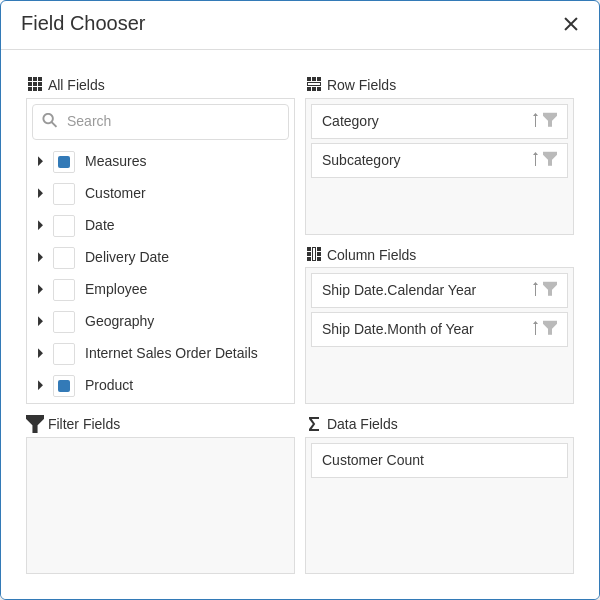 Field Chooser
All Fields
Search
Measures
Customer
Date
Delivery Date
Employee
Geography
Internet Sales Order Details
Product
Row Fields
Category
Subcategory
Column Fields
Ship Date.Calendar Year
Ship Date.Month of Year
Filter Fields
Data Fields
Customer Count